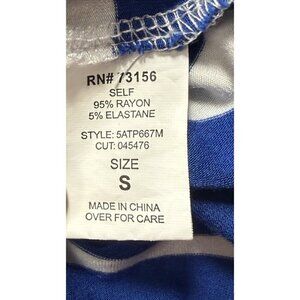 RN# 73156
SELF
95% RAYON
5% ELASTANE
STYLE: 5ATP667M
CUT: 045476
SIZE
S
MADE IN CHINA
OVER FOR CARE